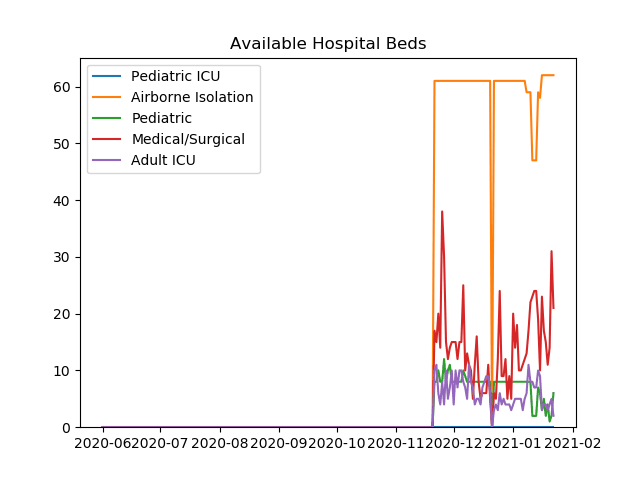 Available Hospital Beds
Pediatric ICU
Airborne Isolation
Pediatric
Medical/Surgical
Adult ICU
60
50
40
30
20
10
0
2020-06 2020-07 2020-08 2020-09 2020-10 2020-11 2020-12 2021-01 2021-02